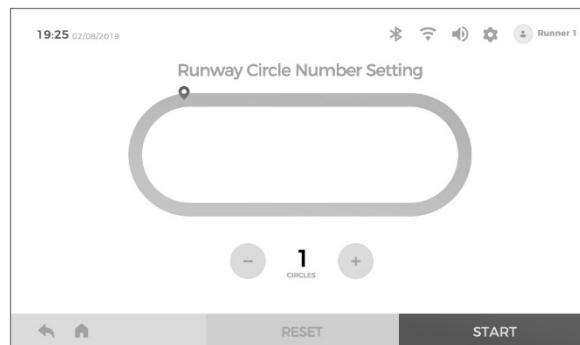 19:25 02/08/2019 Runner 1
Runway Circle Number Setting
− 1 +
CIRCLES
RESET START